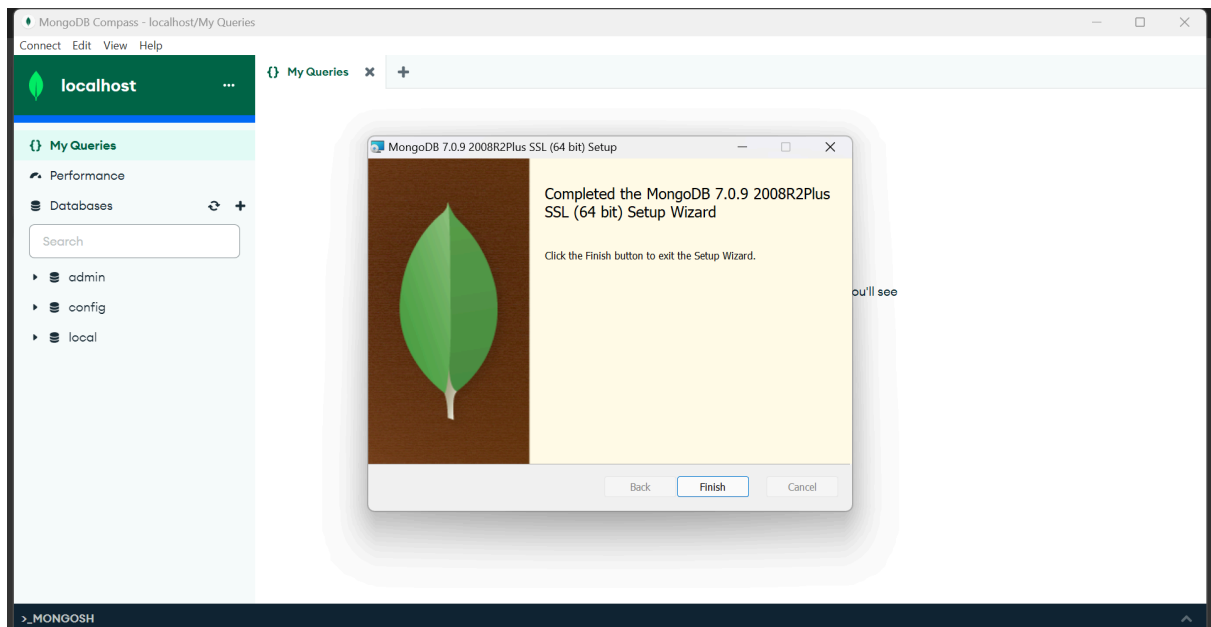 MongoDB Compass - localhost/My Queries
Connect Edit View Help
localhost
...
{} My Queries
+
{} My Queries
Performance
Databases
+
Search
admin
config
local
MongoDB 7.0.9 2008R2Plus SSL (64 bit) Setup
Completed the MongoDB 7.0.9 2008R2Plus
SSL (64 bit) Setup Wizard
Click the Finish button to exit the Setup Wizard.
Back Finish Cancel
ou'll see
>_MONGOSH